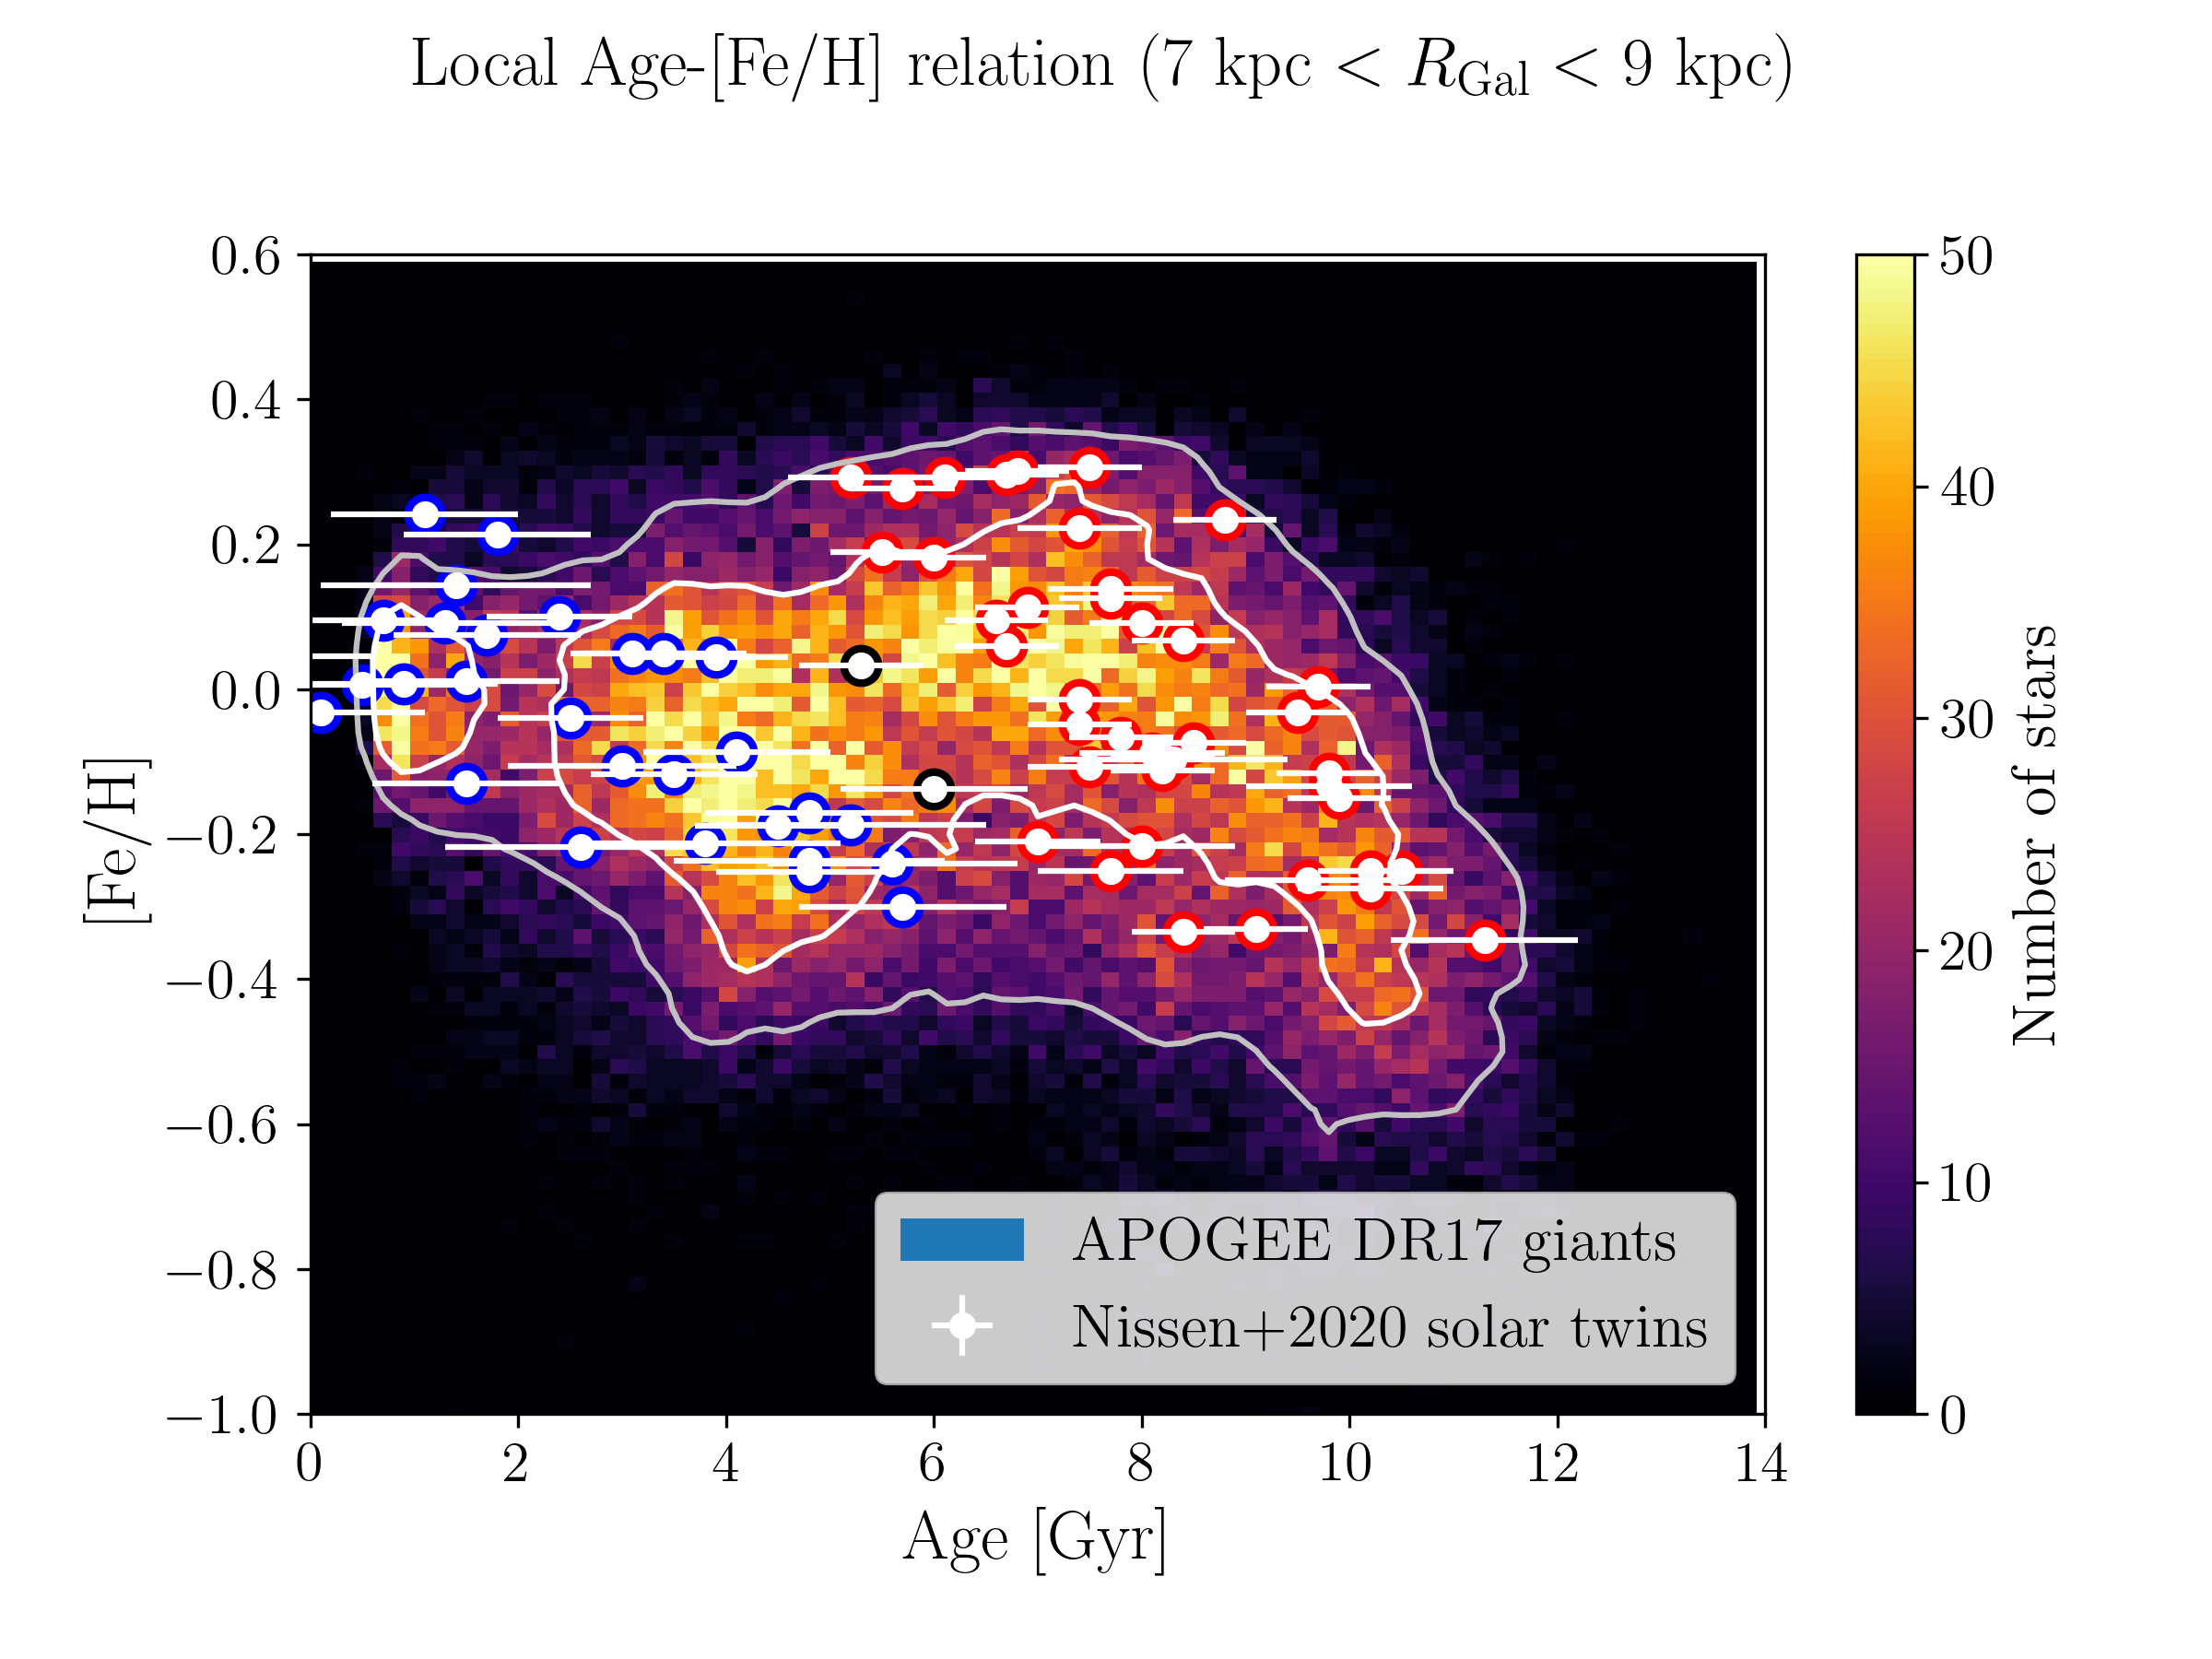 Local Age-[Fe/H] relation (7 kpc < R_Gal < 9 kpc)
0.6
0.4
0.2
0.0
−0.2
−0.4
−0.6
−0.8
−1.0
[Fe/H]
0 2 4 6 8 10 12 14
Age [Gyr]
APOGEE DR17 giants
Nissen+2020 solar twins
50
40
30
20
10
0
Number of stars